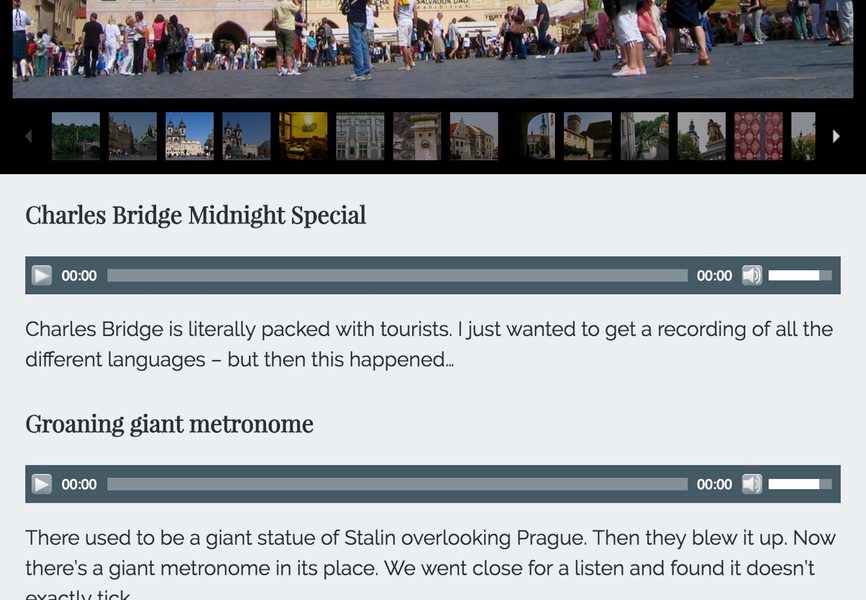 SALVADOR DALI
Charles Bridge Midnight Special
00:00 00:00
Charles Bridge is literally packed with tourists. I just wanted to get a recording of all the
different languages – but then this happened…
Groaning giant metronome
00:00 00:00
There used to be a giant statue of Stalin overlooking Prague. Then they blew it up. Now
there’s a giant metronome in its place. We went close for a listen and found it doesn’t
exactly tick